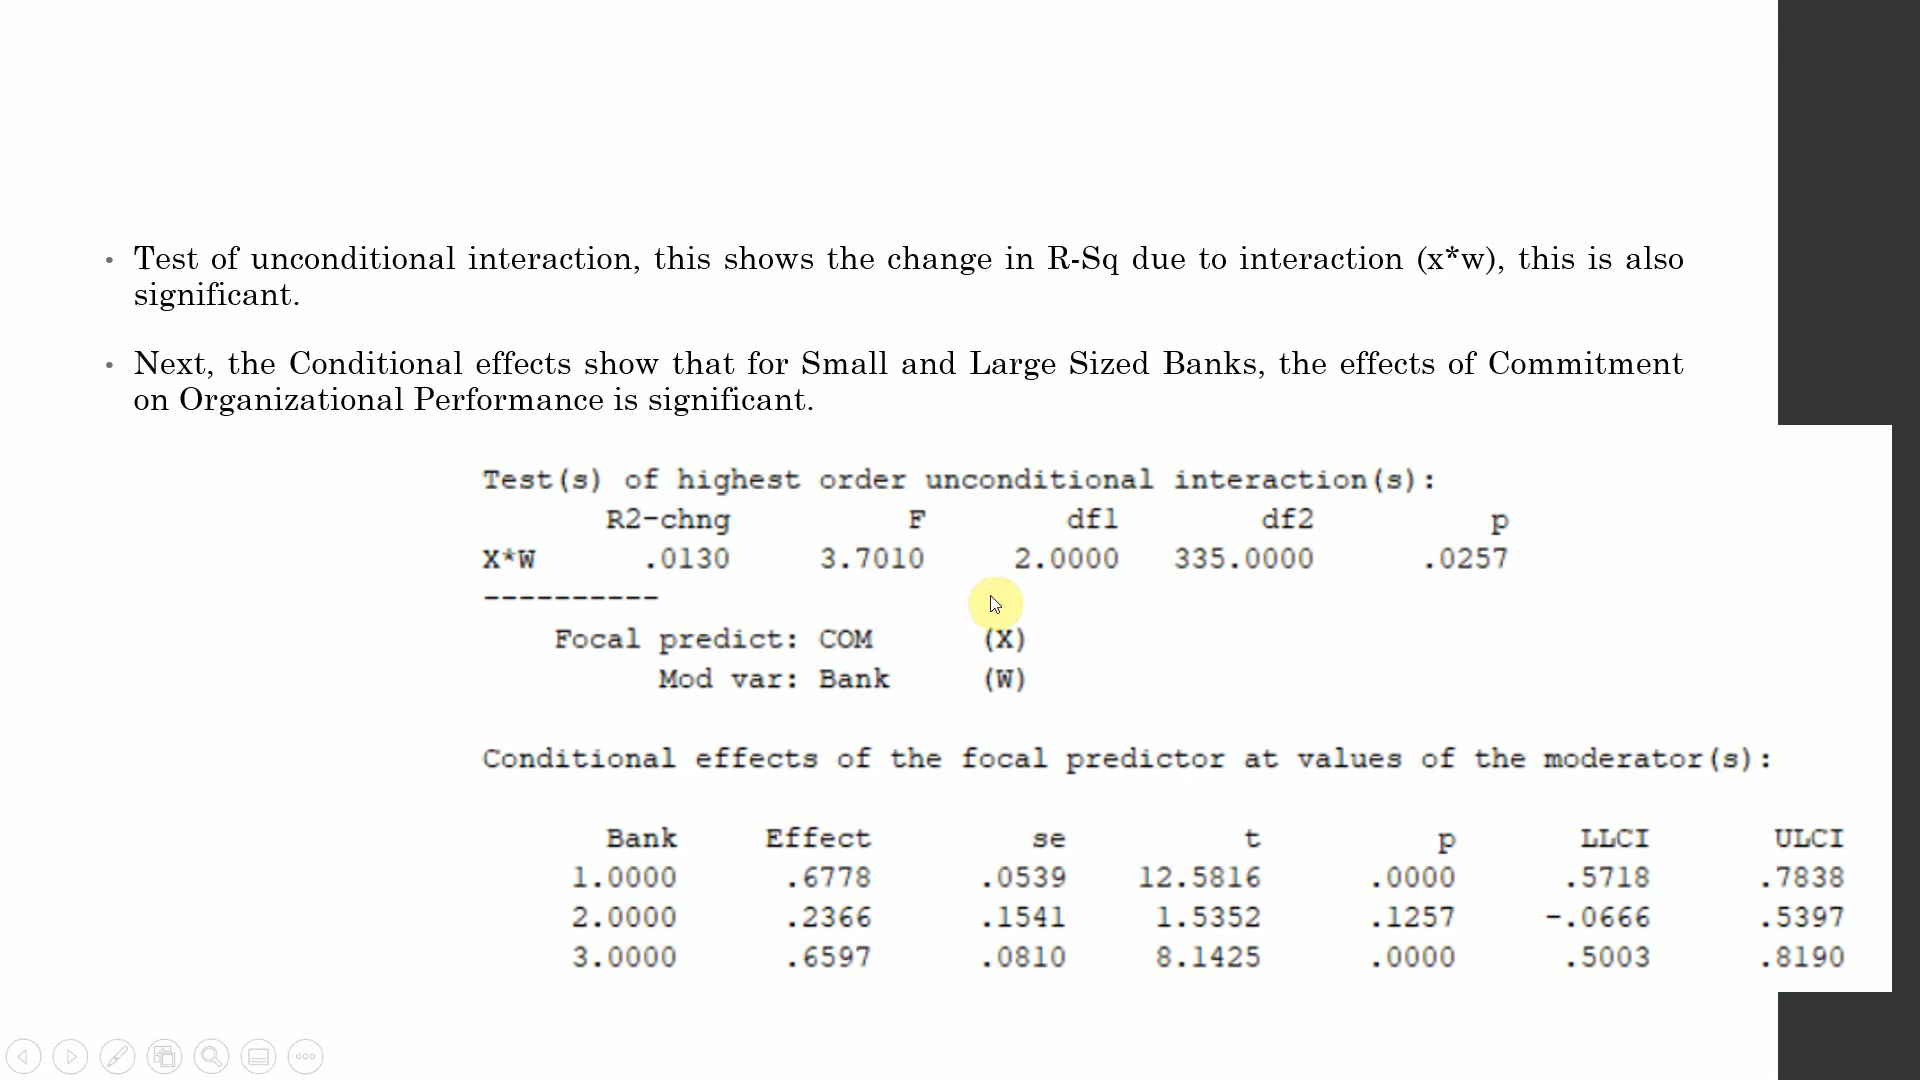 • Test of unconditional interaction, this shows the change in R-Sq due to interaction (x*w), this is also
significant.
• Next, the Conditional effects show that for Small and Large Sized Banks, the effects of Commitment
on Organizational Performance is significant.
Test(s) of highest order unconditional interaction(s):
R2-chng F df1 df2 p
X*W .0130 3.7010 2.0000 335.0000 .0257
----------
Focal predict: COM (X)
Mod var: Bank (W)
Conditional effects of the focal predictor at values of the moderator(s):
Bank Effect se t p LLCI ULCI
1.0000 .6778 .0539 12.5816 .0000 .5718 .7838
2.0000 .2366 .1541 1.5352 .1257 -.0666 .5397
3.0000 .6597 .0810 8.1425 .0000 .5003 .8190